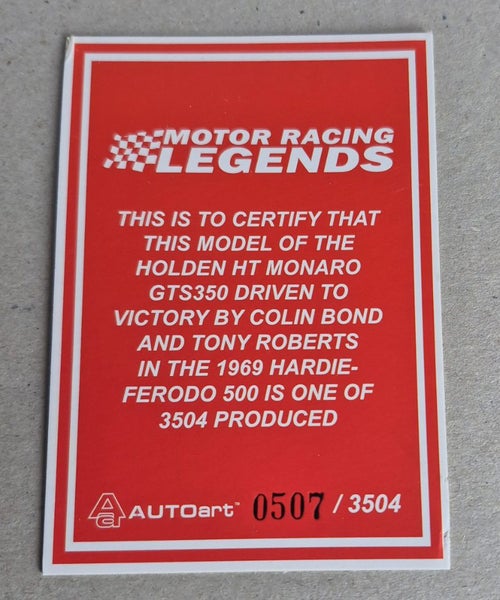 MOTOR RACING
LEGENDS
THIS IS TO CERTIFY THAT
THIS MODEL OF THE
HOLDEN HT MONARO
GTS350 DRIVEN TO
VICTORY BY COLIN BOND
AND TONY ROBERTS
IN THE 1969 HARDIE-
FERODO 500 IS ONE OF
3504 PRODUCED
Aa AUTOart™ 0507 / 3504